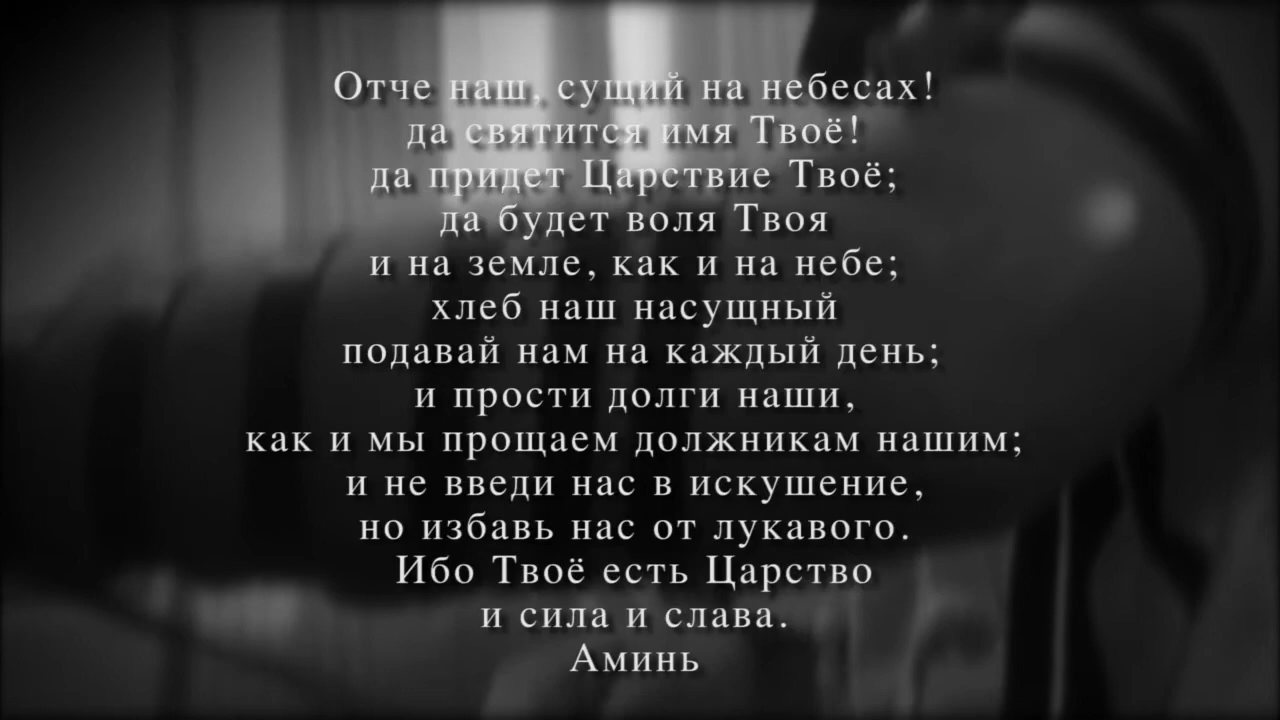 Отче наш, сущий на небесах!
да святится имя Твоё!
да придет Царствие Твоё;
да будет воля Твоя
и на земле, как и на небе;
хлеб наш насущный
подавай нам на каждый день;
и прости долги наши,
как и мы прощаем должникам нашим;
и не введи нас в искушение,
но избавь нас от лукавого.
Ибо Твоё есть Царство
и сила и слава.
Аминь